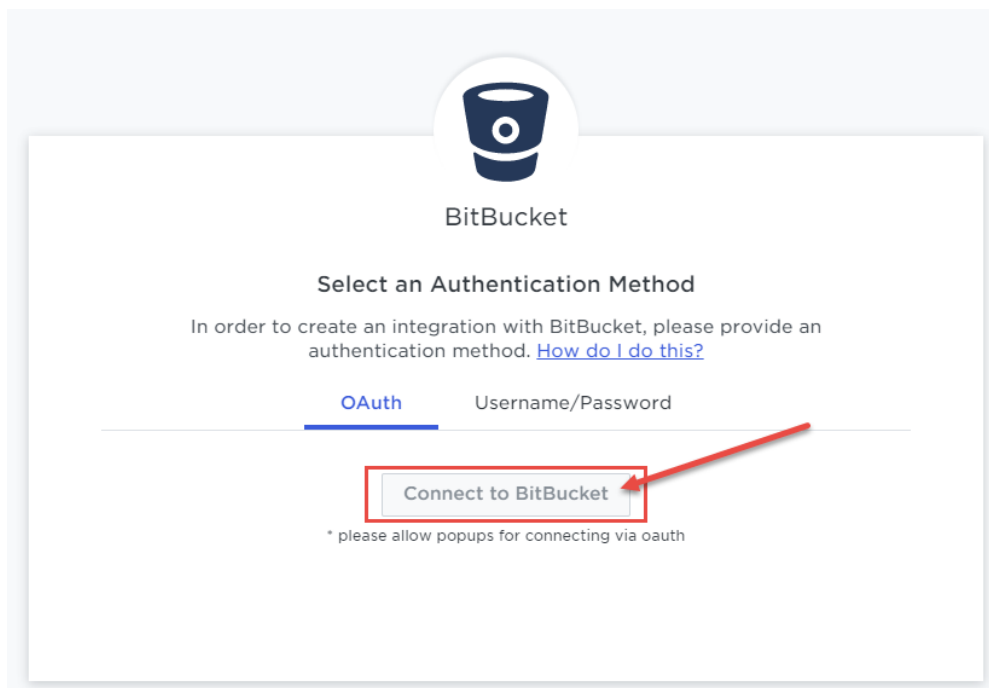 BitBucket
Select an Authentication Method
In order to create an integration with BitBucket, please provide an
authentication method. How do I do this?
OAuth Username/Password
Connect to BitBucket
* please allow popups for connecting via oauth